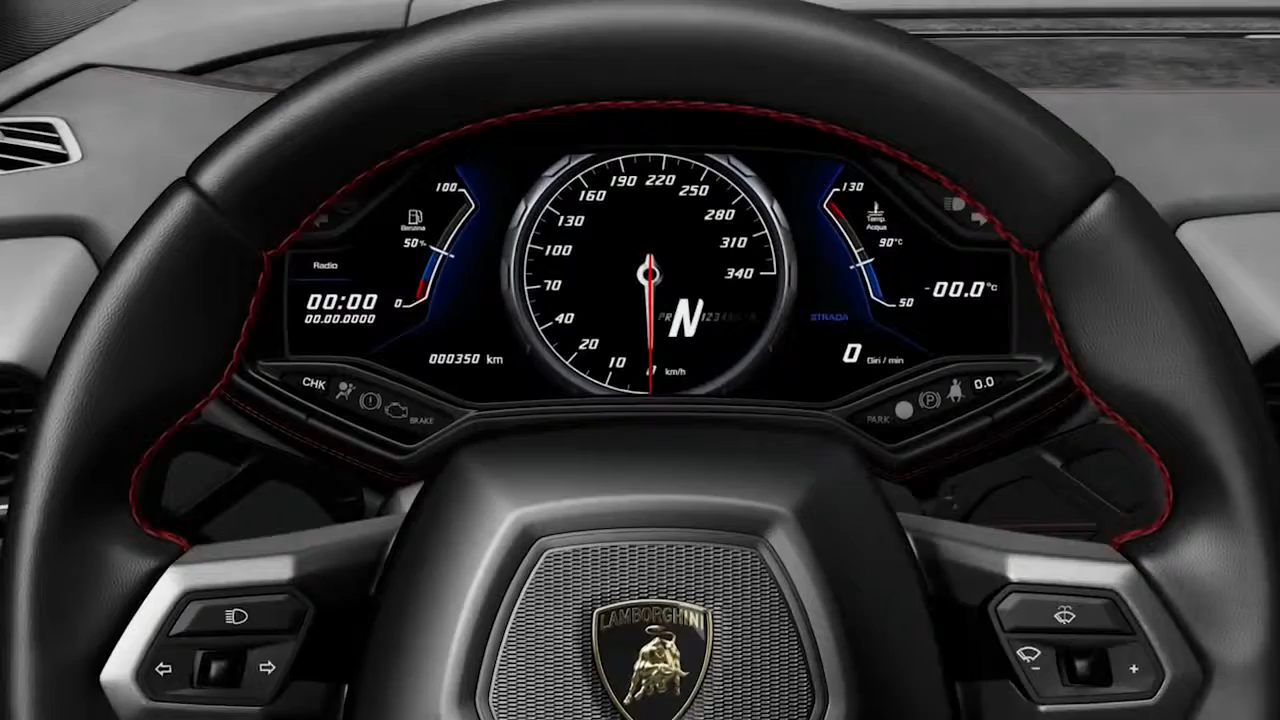 100
Benzina
50%
0
Radio
00:00
00.00.0000
000350 km
10
20
40
70
100
130
160
190
220
250
280
310
340
N
km/h
130
Temp.
Acqua
90°C
50
-00.0°C
STRADA
0 Giri / min
CHK
BRAKE
PARK
P
0.0
LAMBORGHINI
- +